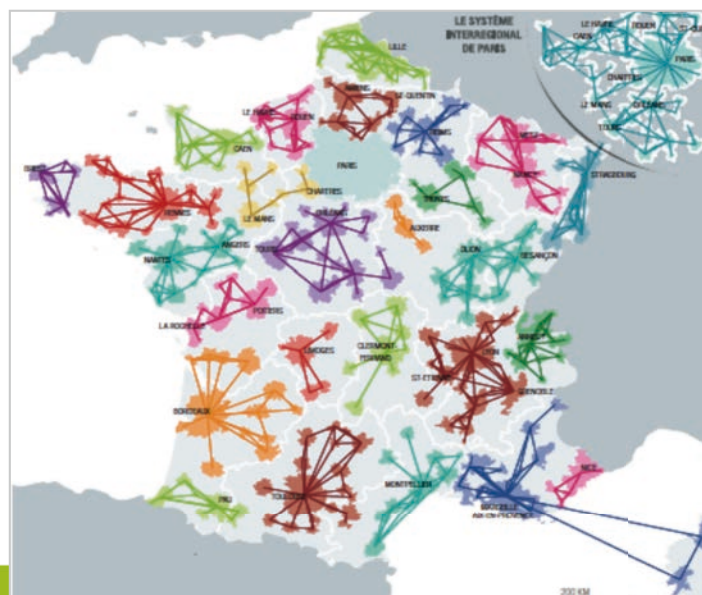 LE SYSTÈME
INTERREGIONAL
DE PARIS
LE HAVRE
ROUEN
CAEN
PARIS
CHARTRES
LE MANS
ORLÉANS
TOURS
LILLE
AMIENS
ST-QUENTIN
LE HAVRE
ROUEN
REIMS
METZ
CAEN
PARIS
NANCY
STRASBOURG
BREST
CHARTRES
TROYES
RENNES
LE MANS
ORLÉANS
AUXERRE
ANGERS
TOURS
DIJON
BESANÇON
NANTES
POITIERS
LA ROCHELLE
LIMOGES
CLERMONT
FERRAND
LYON
ANNECY
ST-ETIENNE
GRENOBLE
BORDEAUX
NICE
MONTPELLIER
PAU
TOULOUSE
MARSEILLE
AIX-EN-PROVENCE
200 KM